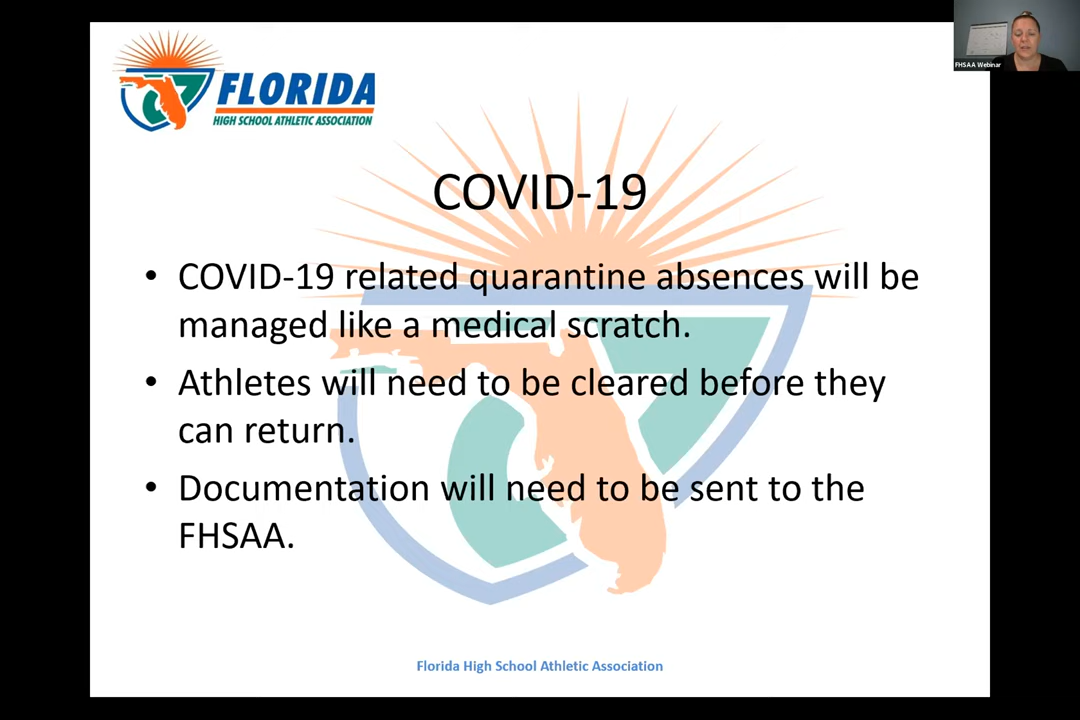 FHSAA Webinar
FLORIDA
HIGH SCHOOL ATHLETIC ASSOCIATION
COVID-19
• COVID-19 related quarantine absences will be
managed like a medical scratch.
• Athletes will need to be cleared before they
can return.
• Documentation will need to be sent to the
FHSAA.
Florida High School Athletic Association